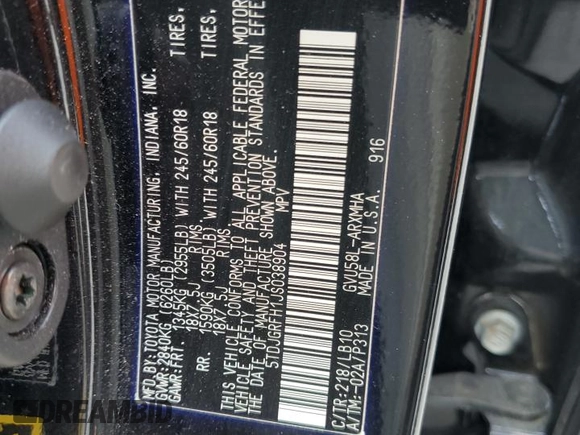 BY:TOYOTA MOTOR MANUFACTURING, INDIANA, INC.
GVWR: 2840KG (6260LB)
GAWR: FRT. 1345KG (2955LB) WITH 245/60R18 TIRES,
18X7.5J RIMS
RR. 1590KG (3505LB) WITH 245/60R18 TIRES,
18X7.5J RIMS
THIS VEHICLE CONFORMS TO ALL APPLICABLE FEDERAL MOTOR
VEHICLE SAFETY AND THEFT PREVENTION STANDARDS IN EFFE
THE DATE OF MANUFACTURE SHOWN ABOVE.
5TDJGRFH1JS038904 MPV
C/TR:218/LB10 GVU58L-ARXMHA
A/TM:-02A/P313 MADE IN U.S.A. 916
DREAMBID